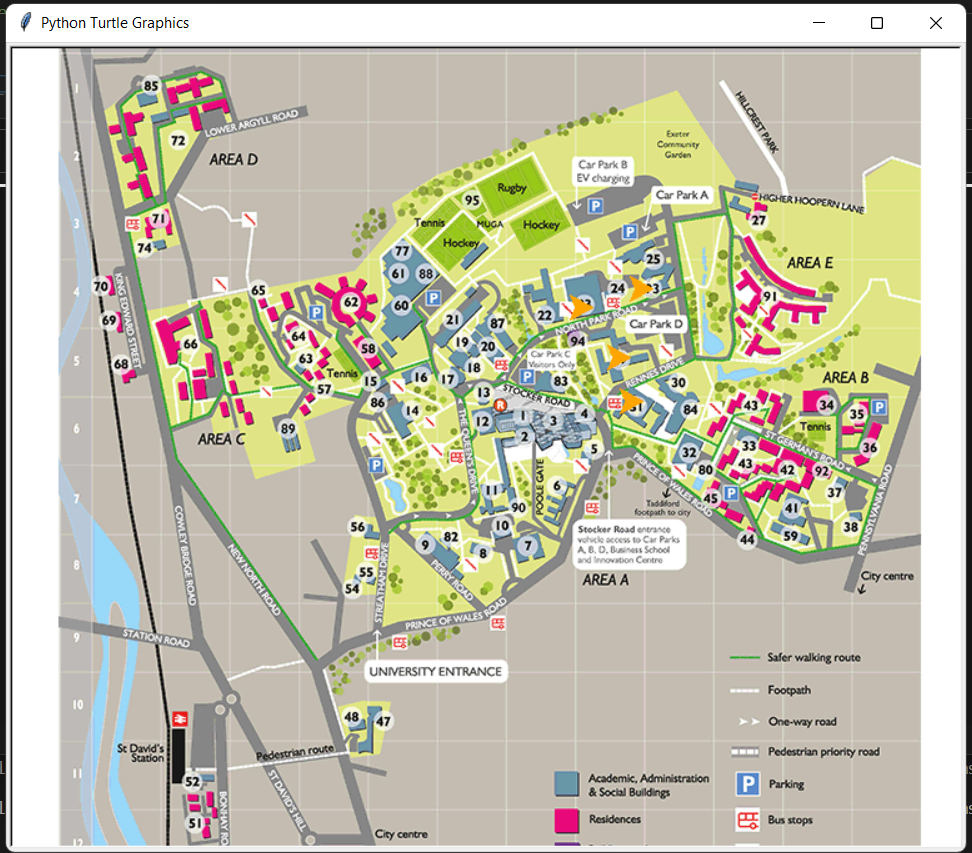 Python Turtle Graphics
1
85
LOWER ARGYLL ROAD
HILLCREST PARK
Exeter
Community
Garden
72
AREA D
2
Car Park B
EV charging
Rugby
P
Car Park A
HIGHER HOOPERN LANE
95
71
3
Tennis
MUGA
Hockey
Hockey
P
27
74
77
25
AREA E
61
88
70
KING EDWARD STREET
65
4
62
P
60
24
23
91
69
P
21
87
22
NORTH PARK ROAD
Car Park D
66
64
58
19
20
94
68
5
63
Tennis
Car Park C
Visitors Only
18
P
83
RENNES DRIVE
30
AREA B
57
15
16
17
13
STOCKER ROAD
86
14
R
1
4
31
84
43
34
35
P
THE QUEEN'S DRIVE
12
3
Tennis
6
AREA C
89
2
5
33
ST GERMAN'S ROAD
36
32
43
42
92
P
80
PRINCE OF WALES ROAD
POOLE GATE
11
6
45
P
37
7
90
Taddiford
footpath to city
41
38
PENNSYLVANIA ROAD
56
10
44
59
COWLEY BRIDGE ROAD
NEW NORTH ROAD
9
82
8
7
Stocker Road entrance
vehicle access to Car Parks
A, B, D, Business School
and Innovation Centre
8
55
54
STREATHAM DRIVE
PERRY ROAD
AREA A
City centre
PRINCE OF WALES ROAD
9
STATION ROAD
UNIVERSITY ENTRANCE
Safer walking route
Footpath
10
48
47
One-way road
St David's
Station
Pedestrian route
Pedestrian priority road
11
52
ST DAVID'S HILL
Academic, Administration
& Social Buildings
P
Parking
51
BONHAY RO
Residences
Bus stops
City centre
12